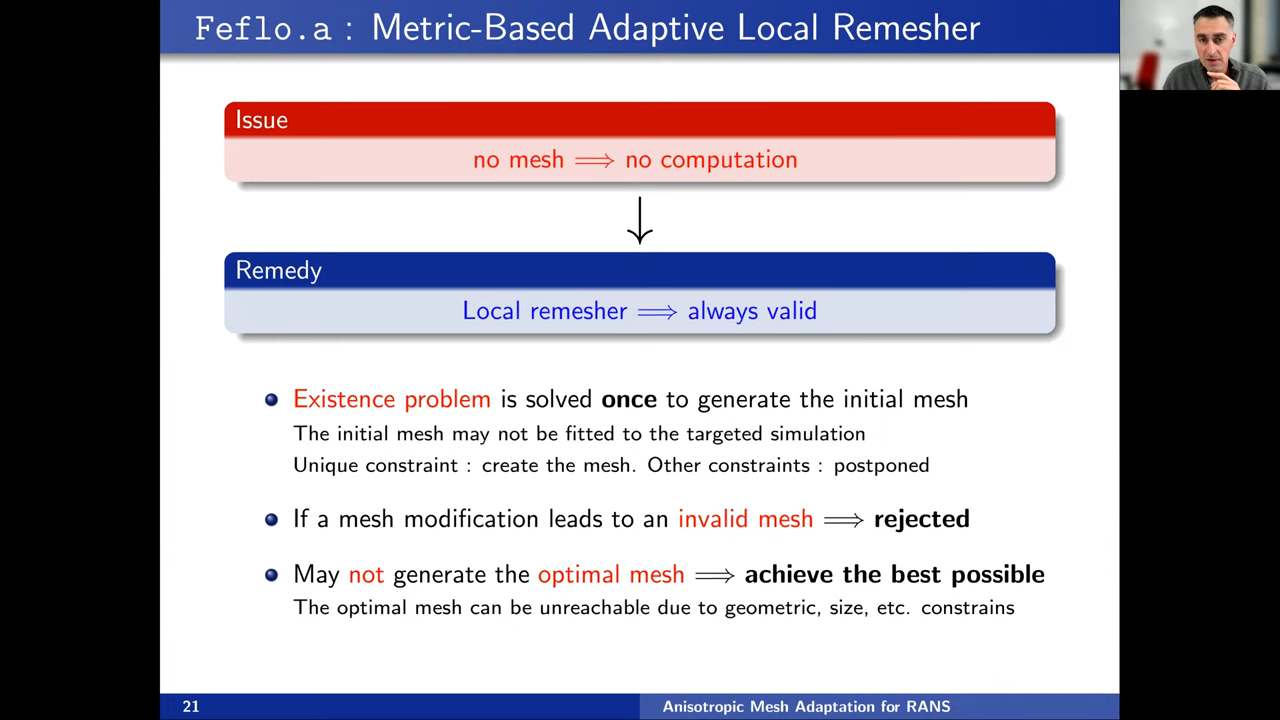 Feflo.a : Metric-Based Adaptive Local Remesher
Issue
no mesh ⟹ no computation
↓
Remedy
Local remesher ⟹ always valid
Existence problem is solved once to generate the initial mesh
The initial mesh may not be fitted to the targeted simulation
Unique constraint : create the mesh. Other constraints : postponed
If a mesh modification leads to an invalid mesh ⟹ rejected
May not generate the optimal mesh ⟹ achieve the best possible
The optimal mesh can be unreachable due to geometric, size, etc. constrains
21 Anisotropic Mesh Adaptation for RANS